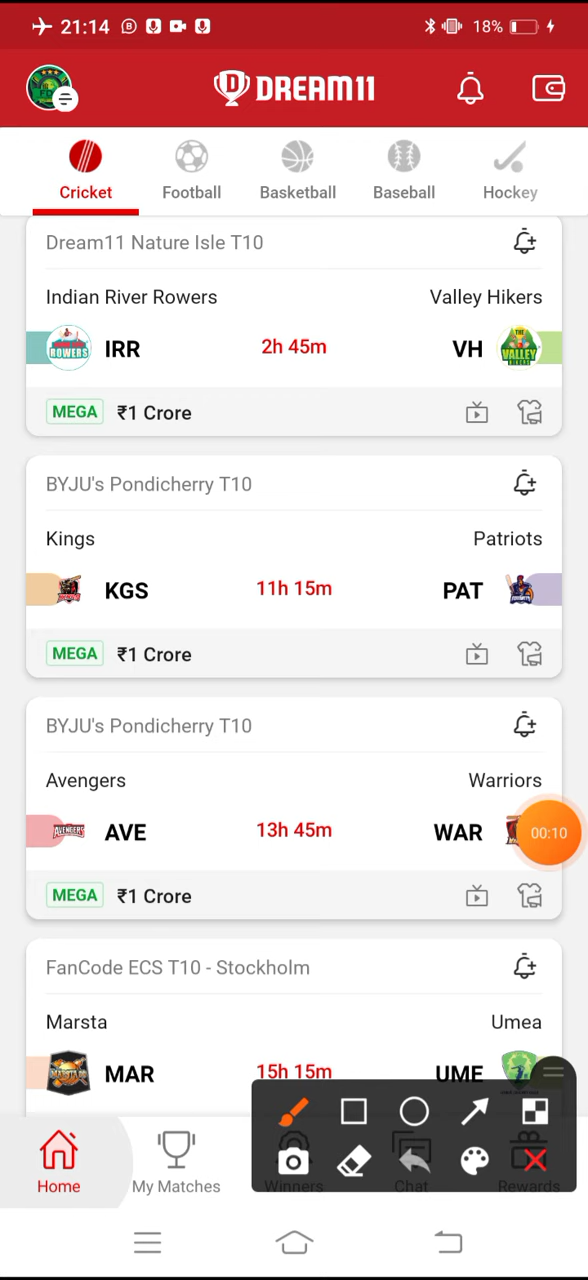 21:14
18%
DREAM11
Cricket
Football
Basketball
Baseball
Hockey
Dream11 Nature Isle T10
Indian River Rowers
Valley Hikers
ROWERS
IRR
2h 45m
VH
THE VALLEY HIKERS
MEGA
₹1 Crore
BYJU's Pondicherry T10
Kings
Patriots
KGS
11h 15m
PAT
MEGA
₹1 Crore
BYJU's Pondicherry T10
Avengers
Warriors
AVENGERS
AVE
13h 45m
WAR
00:10
MEGA
₹1 Crore
FanCode ECS T10 - Stockholm
Marsta
Umea
MAR
15h 15m
UME
Home
My Matches
Winners
Chat
Rewards